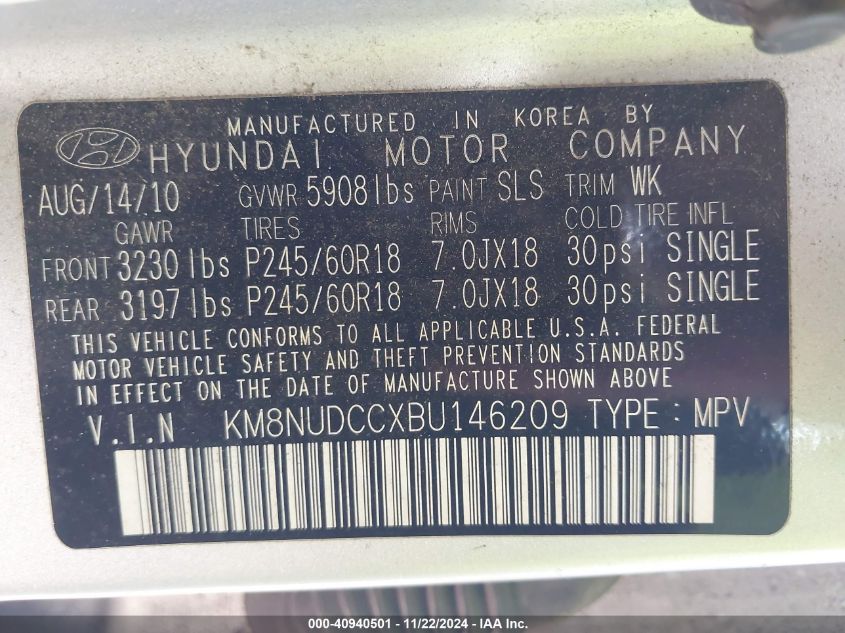 MANUFACTURED IN KOREA BY
HYUNDAI MOTOR COMPANY
AUG/14/10 GVWR 5908lbs PAINT SLS TRIM WK
GAWR TIRES RIMS COLD TIRE INFL
FRONT 3230lbs P245/60R18 7.0JX18 30psi SINGLE
REAR 3197lbs P245/60R18 7.0JX18 30psi SINGLE
THIS VEHICLE CONFORMS TO ALL APPLICABLE U.S.A. FEDERAL
MOTOR VEHICLE SAFETY AND THEFT PREVENTION STANDARDS
IN EFFECT ON THE DATE OF MANUFACTURE SHOWN ABOVE
V.I.N KM8NUDCCXBU146209 TYPE : MPV
000-40940501 - 11/22/2024 - IAA, Inc.